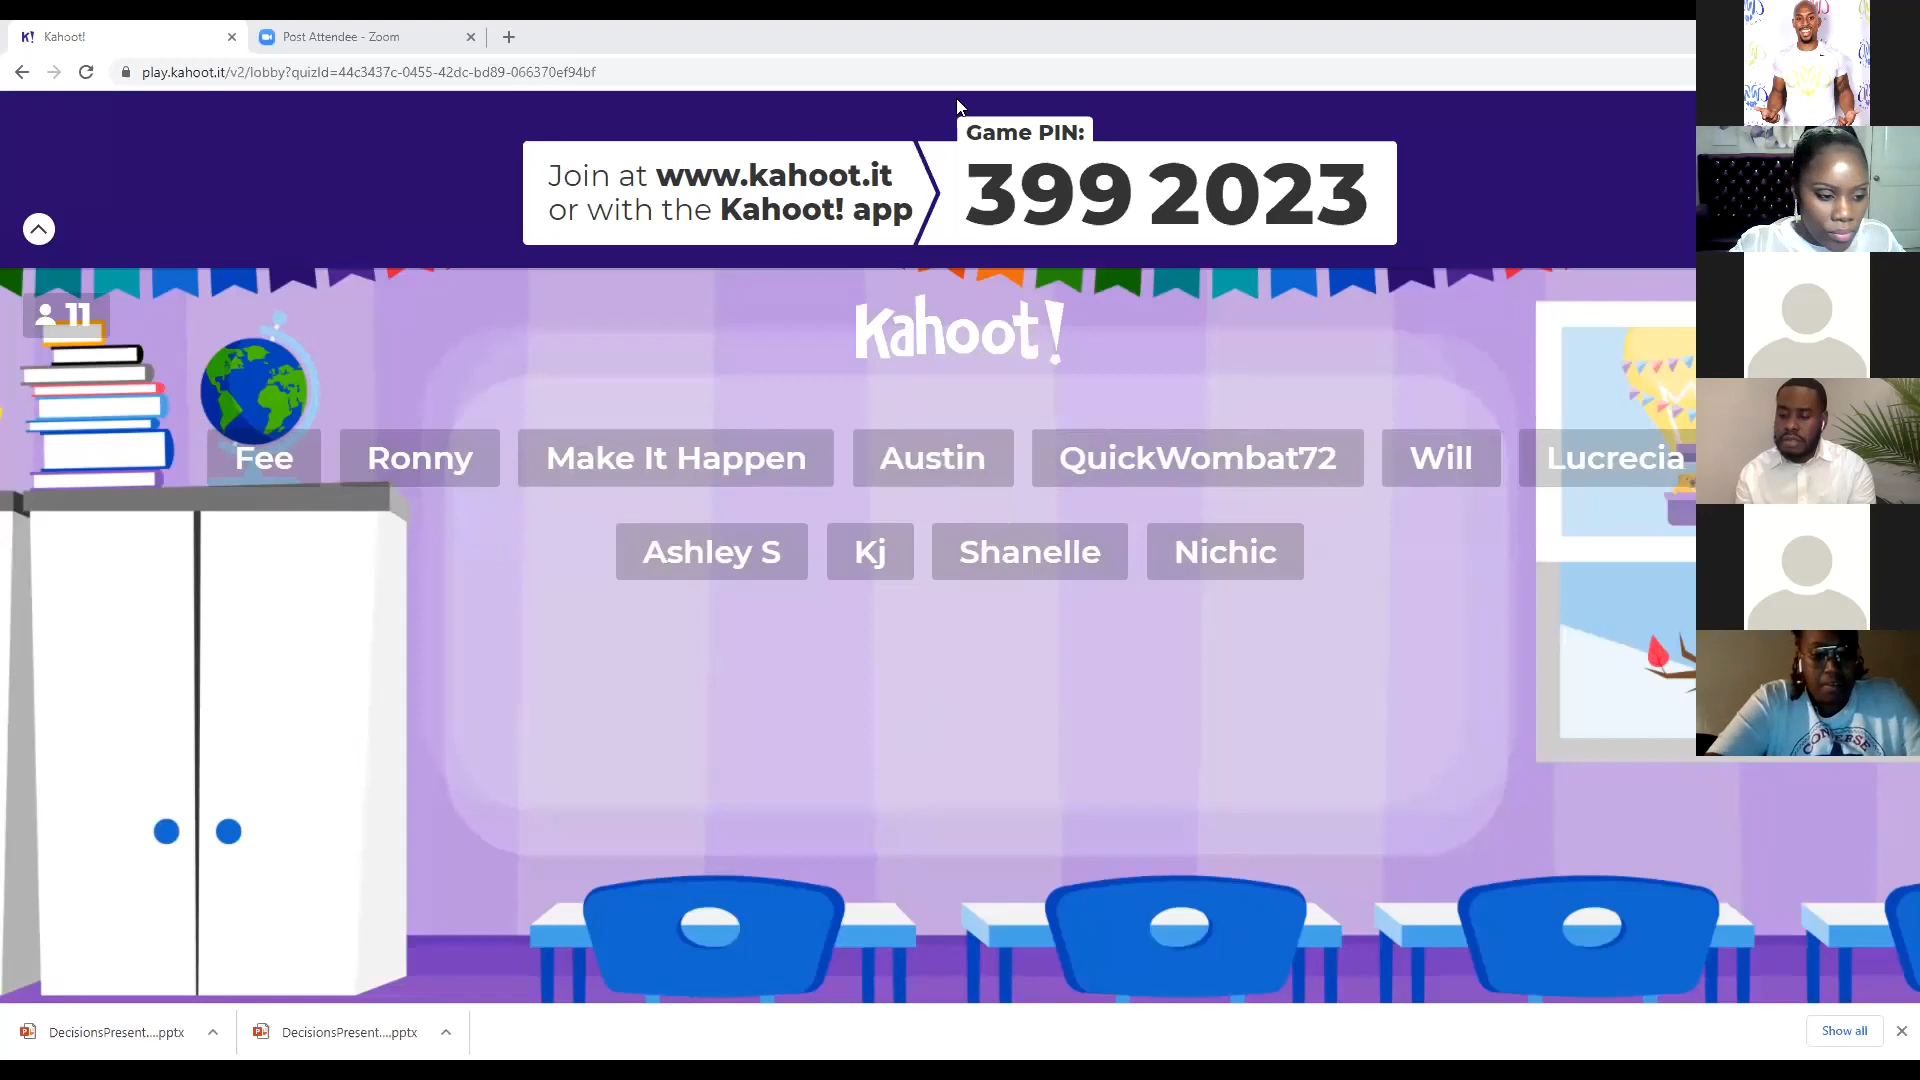 Kahoot!
Post Attendee - Zoom
play.kahoot.it/v2/lobby?quizId=44c3437c-0455-42dc-bd89-066370ef94bf
Game PIN:
Join at www.kahoot.it
or with the Kahoot! app
399 2023
11
Kahoot!
Fee
Ronny
Make It Happen
Austin
QuickWombat72
Will
Lucrecia
Ashley S
Kj
Shanelle
Nichic
CONVERSE
DecisionsPresent....pptx
DecisionsPresent....pptx
Show all